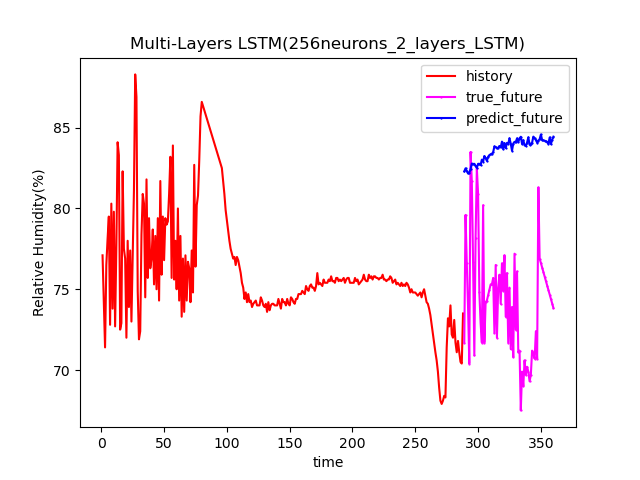 Multi-Layers LSTM(256neurons_2_layers_LSTM)
history
true_future
predict_future
Relative Humidity(%)
85
80
75
70
0 50 100 150 200 250 300 350
time